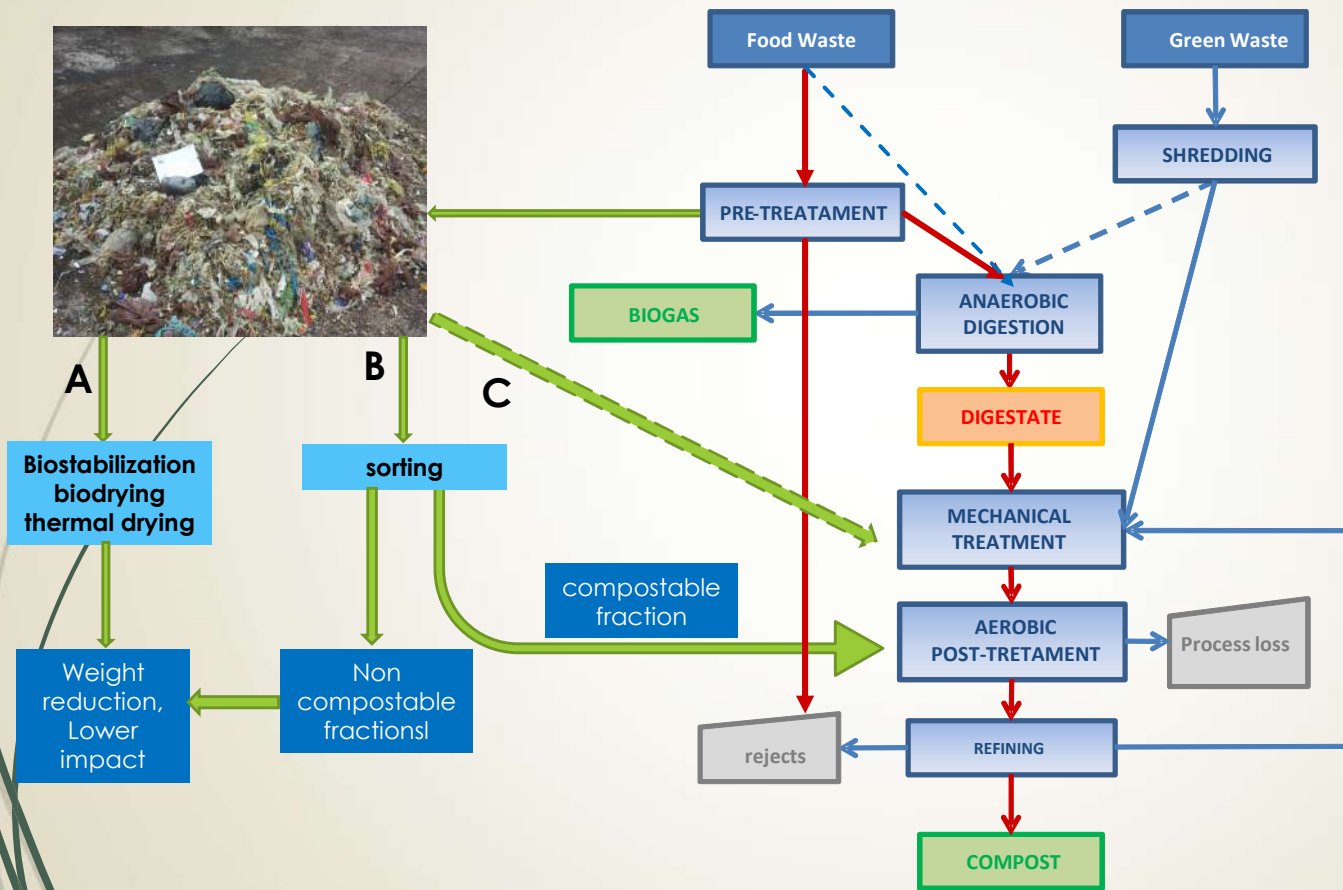 Food Waste
Green Waste
SHREDDING
PRE-TREATAMENT
ANAEROBIC
DIGESTION
BIOGAS
A
B
C
DIGESTATE
Biostabilization
biodrying
thermal drying
sorting
MECHANICAL
TREATMENT
compostable
fraction
AEROBIC
POST-TRETAMENT
Process loss
Weight
reduction,
Lower
impact
Non
compostable
fractionsl
rejects
REFINING
COMPOST